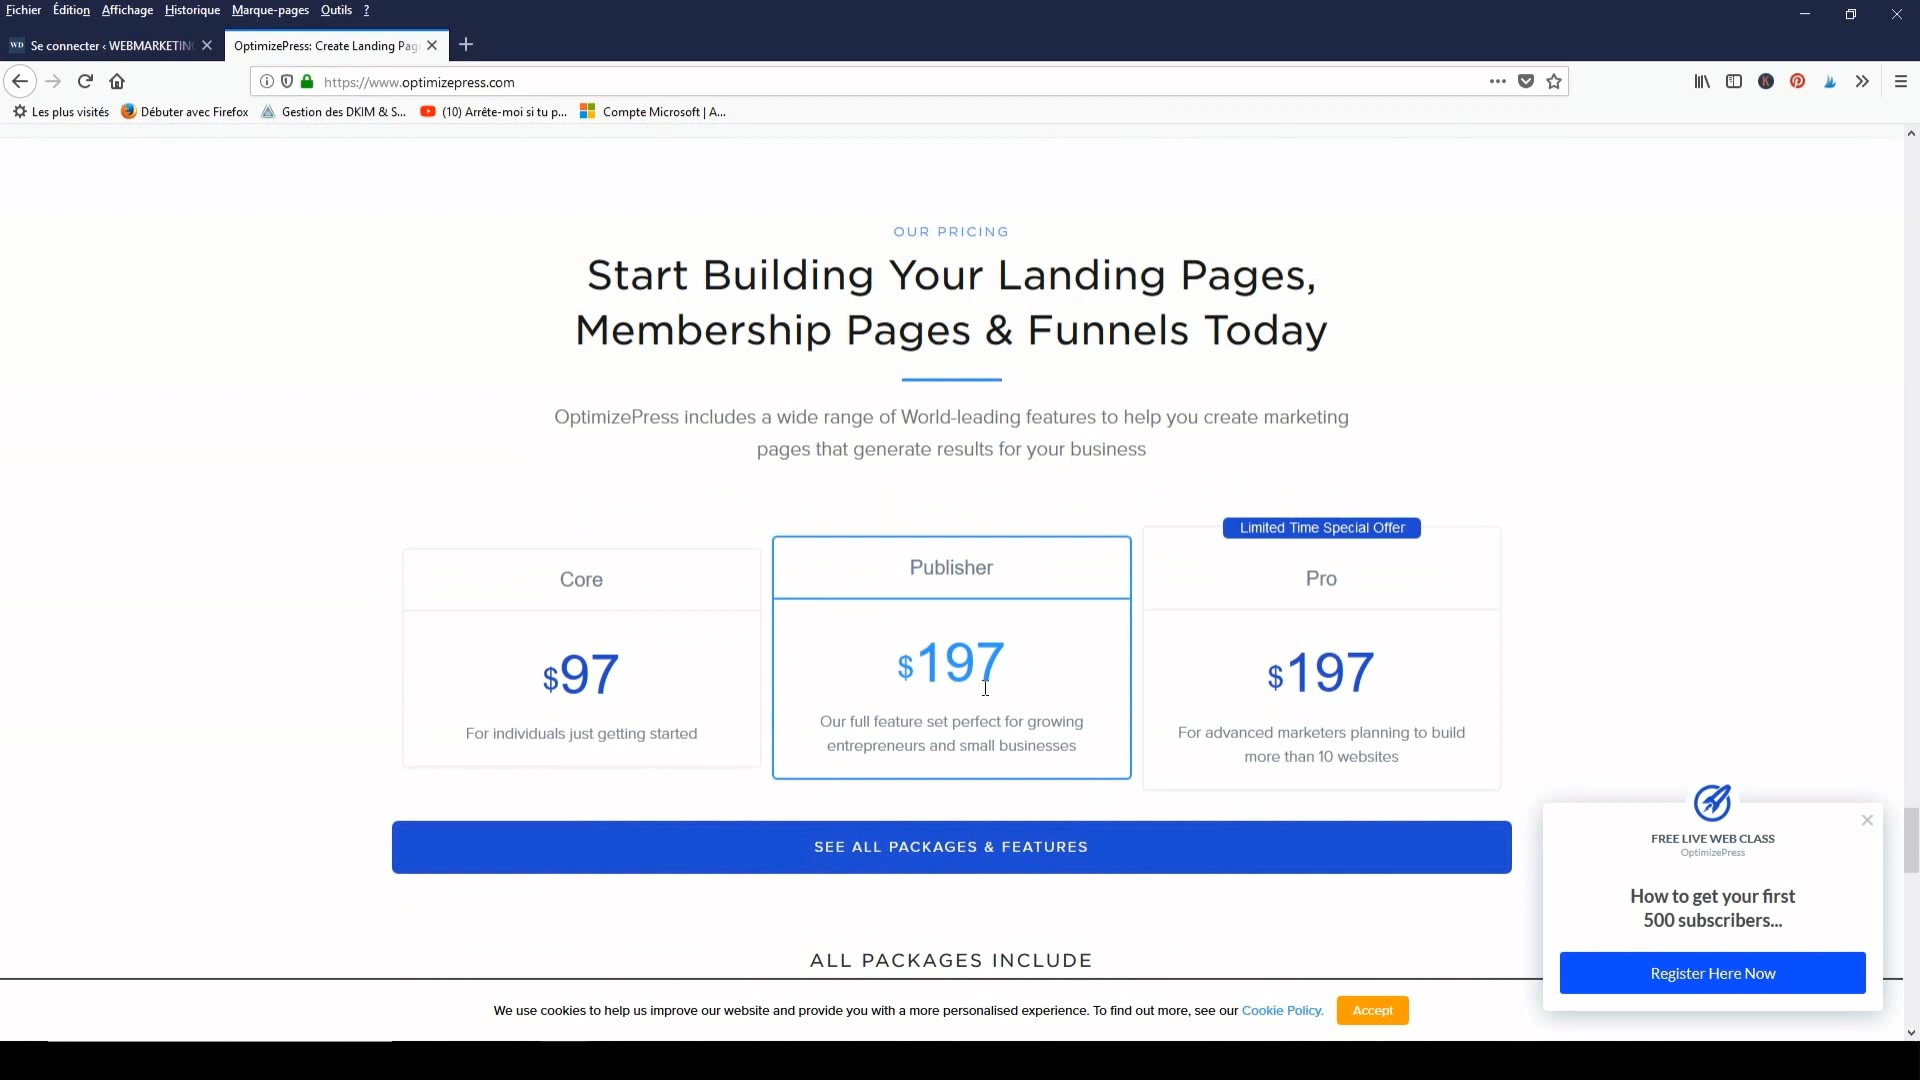 Fichier Édition Affichage Historique Marque-pages Outils ?
WD Se connecter ‹ WEBMARKETIN
OptimizePress: Create Landing Pag
https://www.optimizepress.com
Les plus visités Débuter avec Firefox Gestion des DKIM & S... (10) Arrête-moi si tu p... Compte Microsoft | A...
OUR PRICING
Start Building Your Landing Pages,
Membership Pages & Funnels Today
OptimizePress includes a wide range of World-leading features to help you create marketing
pages that generate results for your business
Core
$97
For individuals just getting started
Publisher
$197
Our full feature set perfect for growing
entrepreneurs and small businesses
Limited Time Special Offer
Pro
$197
For advanced marketers planning to build
more than 10 websites
SEE ALL PACKAGES & FEATURES
ALL PACKAGES INCLUDE
FREE LIVE WEB CLASS
OptimizePress
How to get your first
500 subscribers...
Register Here Now
We use cookies to help us improve our website and provide you with a more personalised experience. To find out more, see our Cookie Policy.
Accept